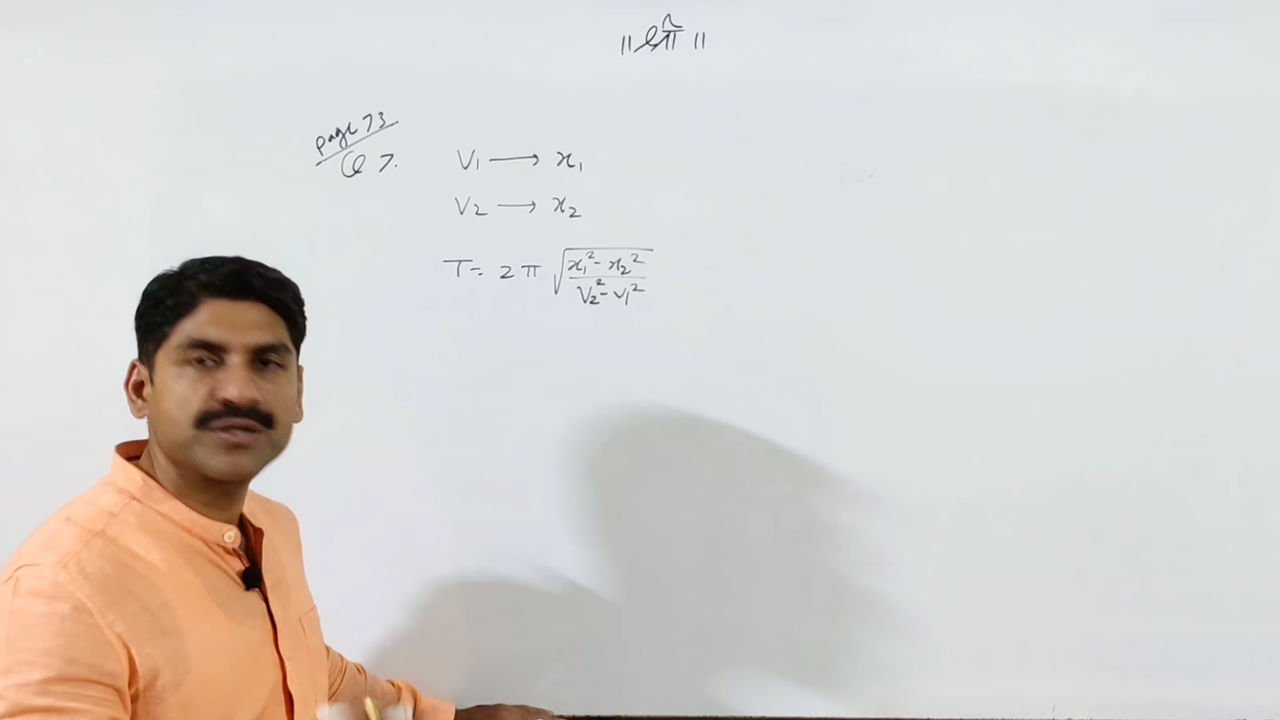 || श्री ||
page 73
Q 7.
V₁ ⟶ x₁
V₂ ⟶ x₂
T = 2π √((x₁² - x₂²)/(V₂² - V₁²))